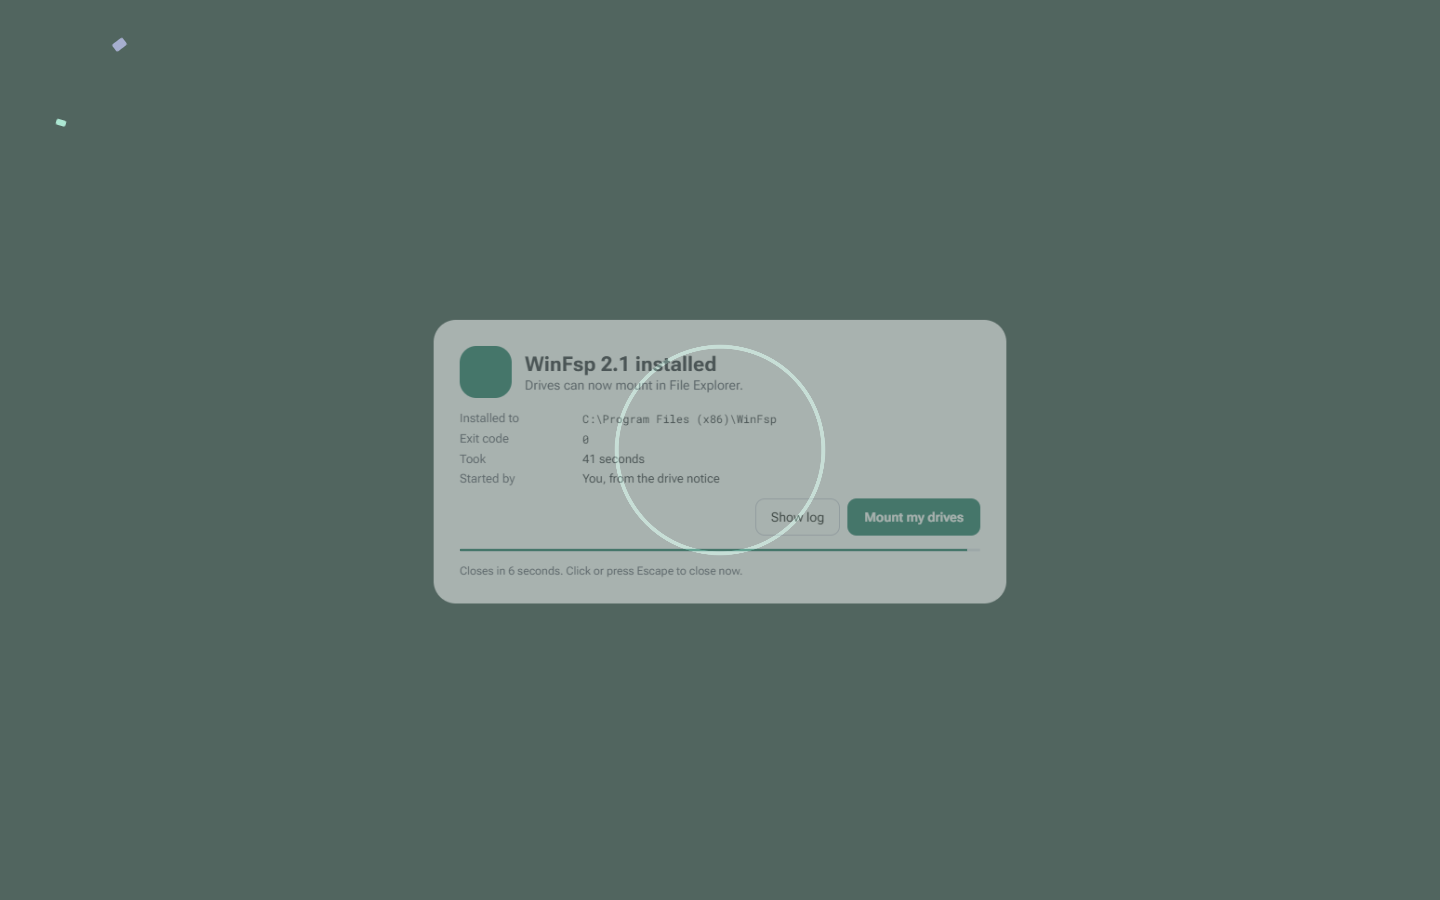 WinFsp 2.1 installed
Drives can now mount in File Explorer.
Installed to C:\Program Files (x86)\WinFsp
Exit code 0
Took 41 seconds
Started by You, from the drive notice
Show log Mount my drives
Closes in 6 seconds. Click or press Escape to close now.